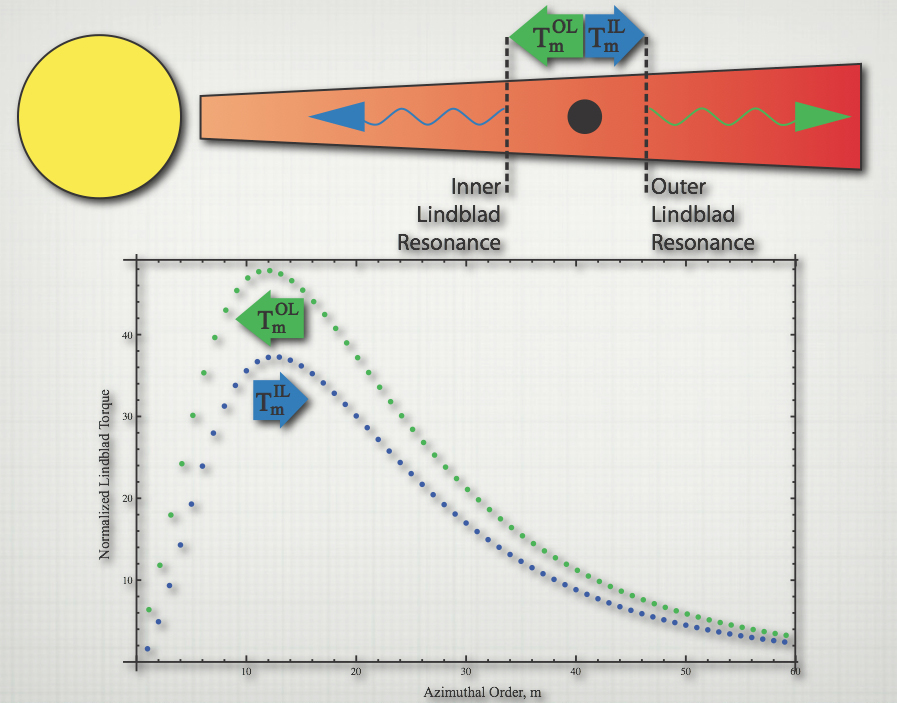 T_m^OL T_m^IL
Inner
Lindblad
Resonance
Outer
Lindblad
Resonance
T_m^OL
T_m^IL
Normalized Lindblad Torque
40
30
20
10
10 20 30 40 50 60
Azimuthal Order, m